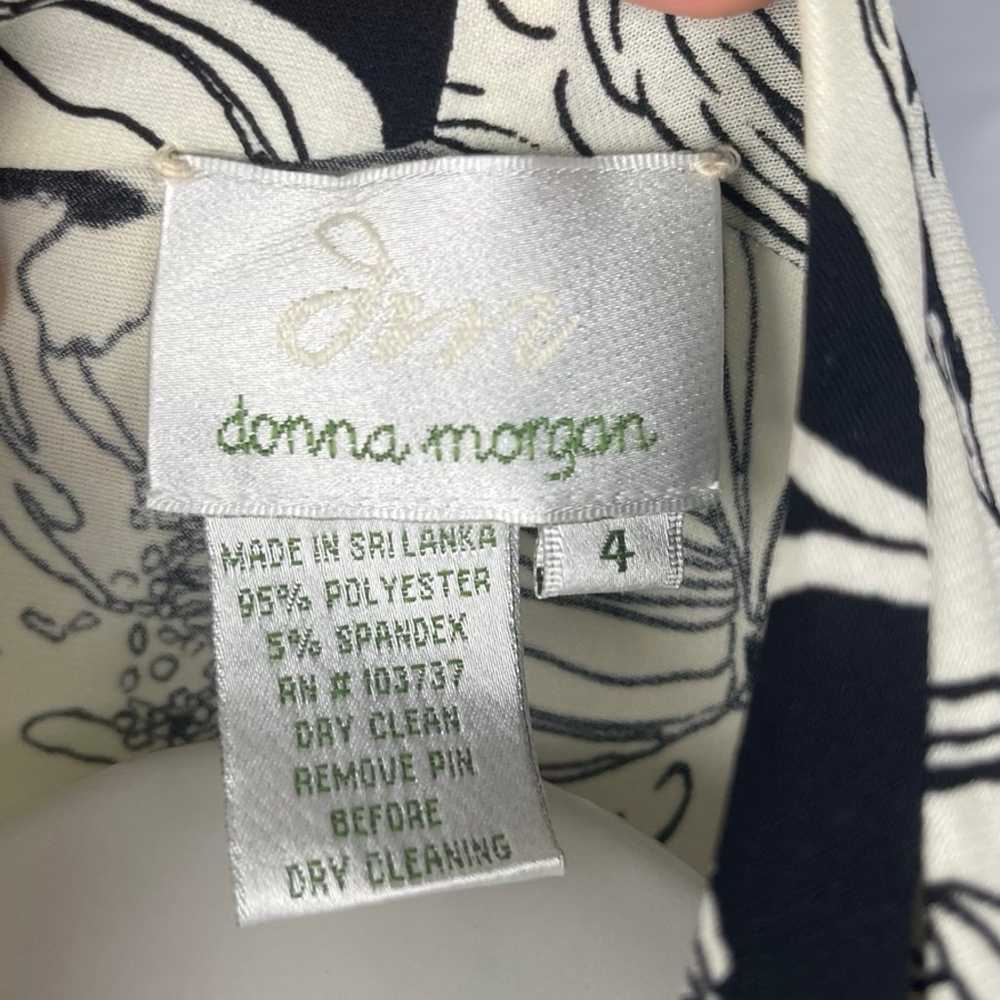 dm
donna morgan
4
MADE IN SRI LANKA
95% POLYESTER
5% SPANDEX
RN # 103737
DRY CLEAN
REMOVE PIN
BEFORE
DRY CLEANING